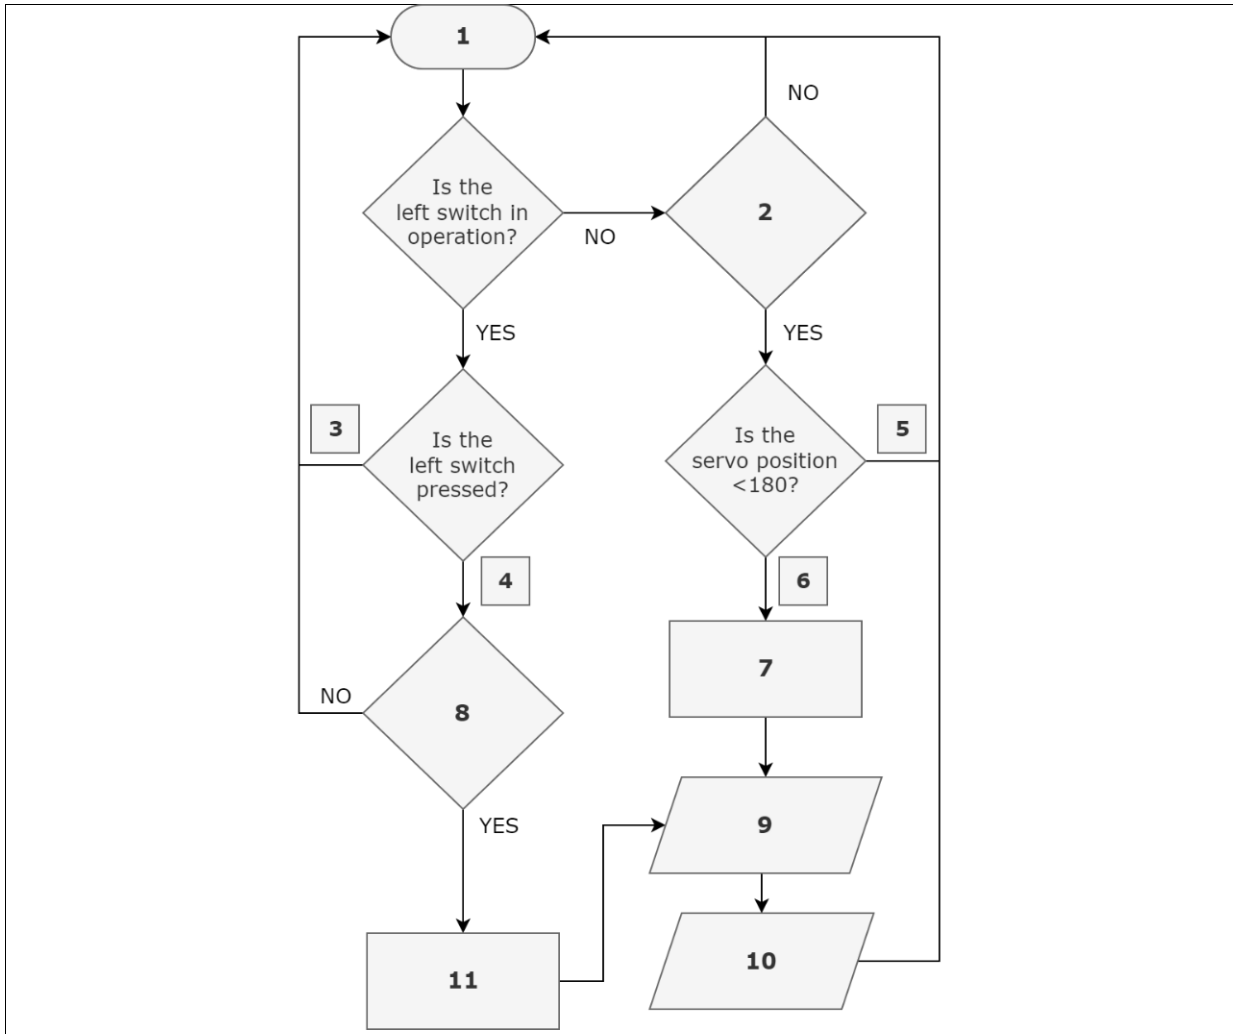 1
NO
Is the
left switch in
operation?
2
NO
YES
YES
3
Is the
left switch
pressed?
Is the
servo position
<180?
5
4
6
7
NO
8
YES
9
10
11